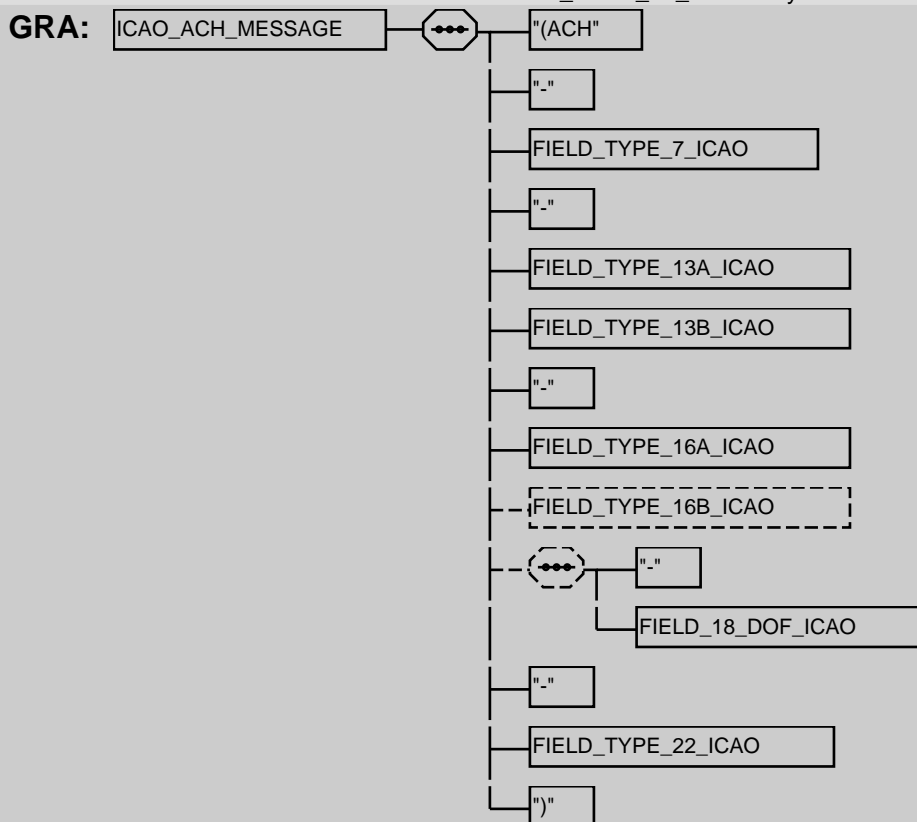 GRA: ICAO_ACH_MESSAGE "(ACH"
"-"
FIELD_TYPE_7_ICAO
"-"
FIELD_TYPE_13A_ICAO
FIELD_TYPE_13B_ICAO
"-"
FIELD_TYPE_16A_ICAO
FIELD_TYPE_16B_ICAO
"-"
FIELD_18_DOF_ICAO
"-"
FIELD_TYPE_22_ICAO
")"